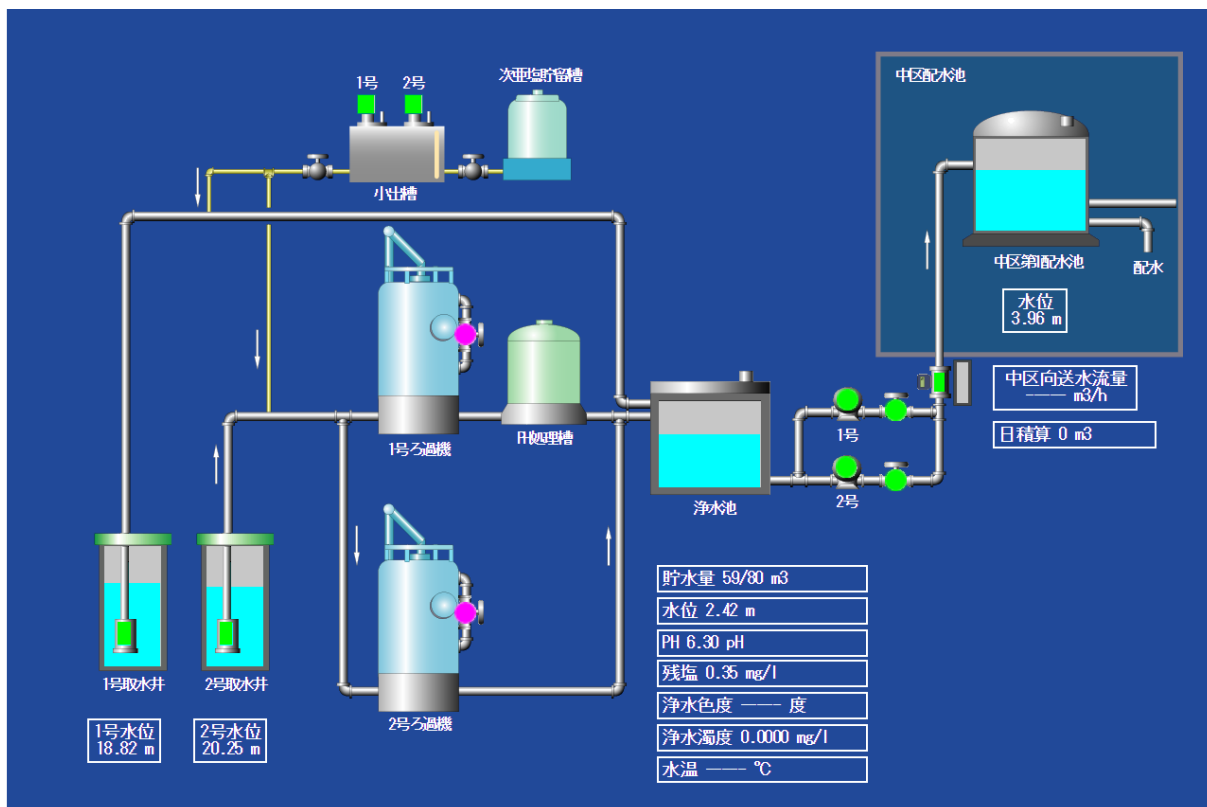 中区配水池
次亜塩貯留槽
1号
2号
小出槽
中区第1配水池
配水
水位
3.96 m
中区向送水流量
――― m3/h
日積算 0 m3
1号ろ過機
PH処理槽
1号
2号
浄水池
1号取水井
2号取水井
2号ろ過機
1号水位
18.82 m
2号水位
20.25 m
貯水量 59/80 m3
水位 2.42 m
PH 6.30 pH
残塩 0.35 mg/l
浄水色度 ――― 度
浄水濁度 0.0000 mg/l
水温 ――― ℃